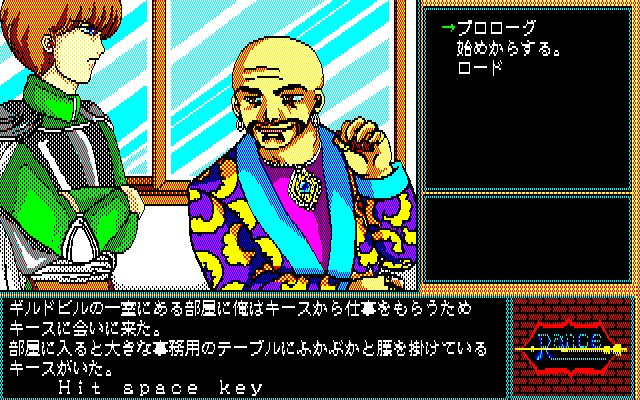 →プロローグ
始めからする。
ロード
ギルドビルの一室にある部屋に俺はキースから仕事をもらうため
キースに会いに来た。
部屋に入ると大きな事務用のテーブルにふかぶかと腰を掛けている
キースがいた。
Hit space key
Rance